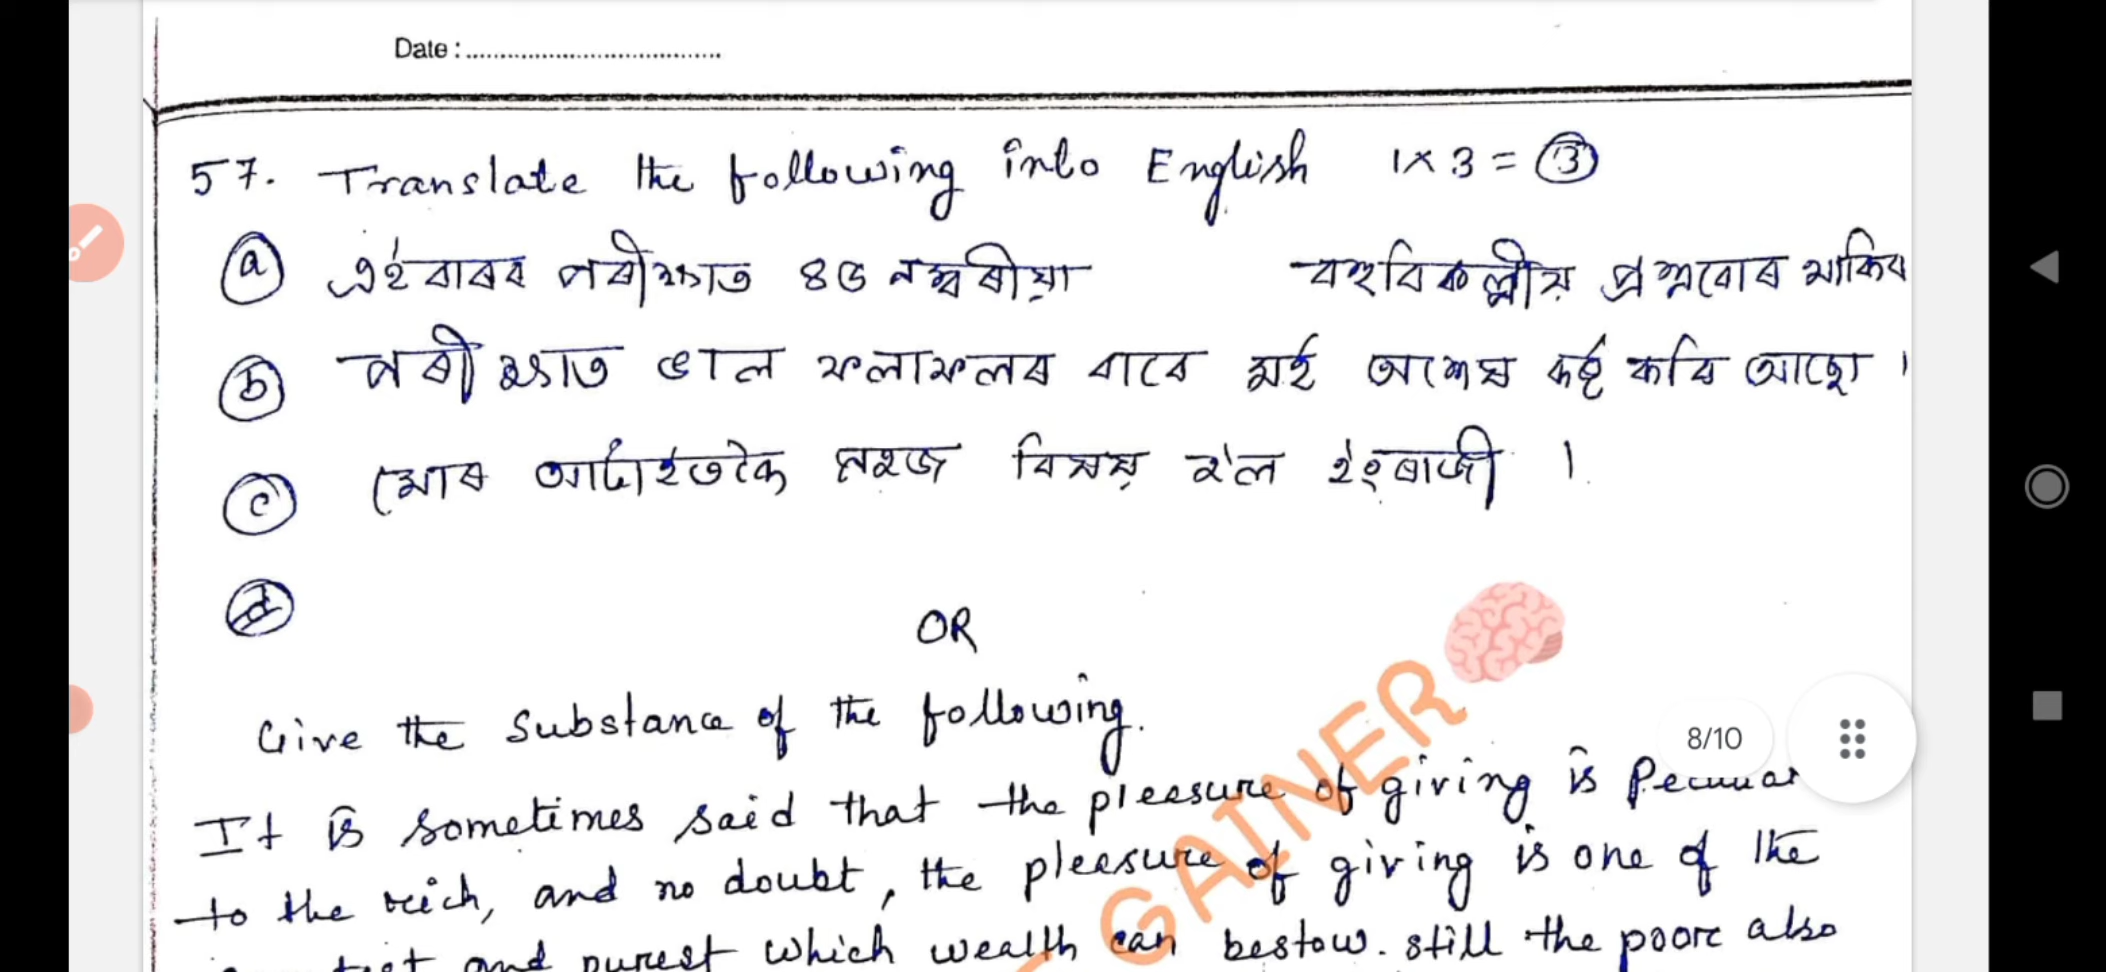 Date :....................................
57. Translate the following into English 1 x 3 = 3
a এইবাৰৰ পৰীক্ষাত ৪৫ নম্বৰীয়া বহুবিকল্পীয় প্ৰশ্নবোৰ থাকিব
b পৰীক্ষাত ভাল ফলাফলৰ বাবে মই অশেষ কষ্ট কৰি আছো ।
c মোৰ আটাইতকৈ সহজ বিষয় হ'ল ইংৰাজী ।
d
OR
Give the Substance of the following.
8/10
It is sometimes said that the pleasure of giving is
to the rich, and no doubt, the pleasure of giving is one of the
and purest which wealth can bestow. still the poor also
GAINER